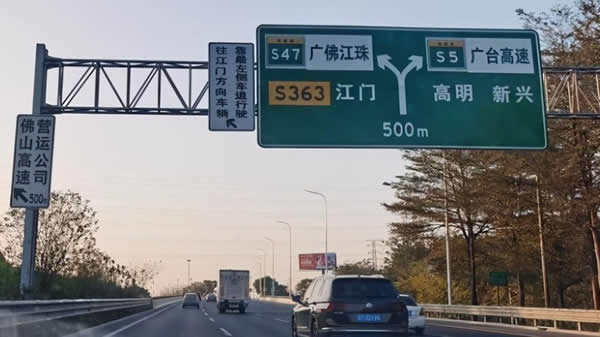 佛山高速
营运公司
500m
往江门方向车辆
靠最左侧车道行驶
S47 广佛江珠
S363 江门
S5 广台高速
高明 新兴
500m